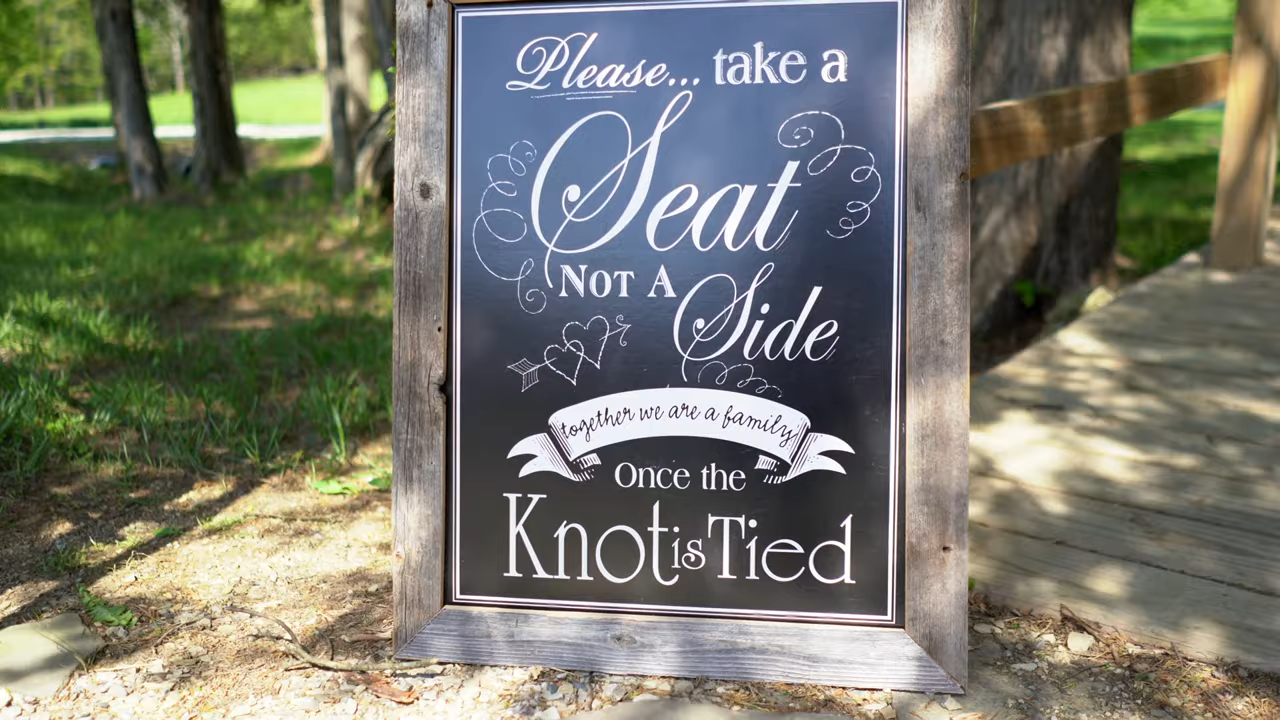 Please... take a
Seat
NOT A
Side
together we are a family
Once the
Knot is Tied